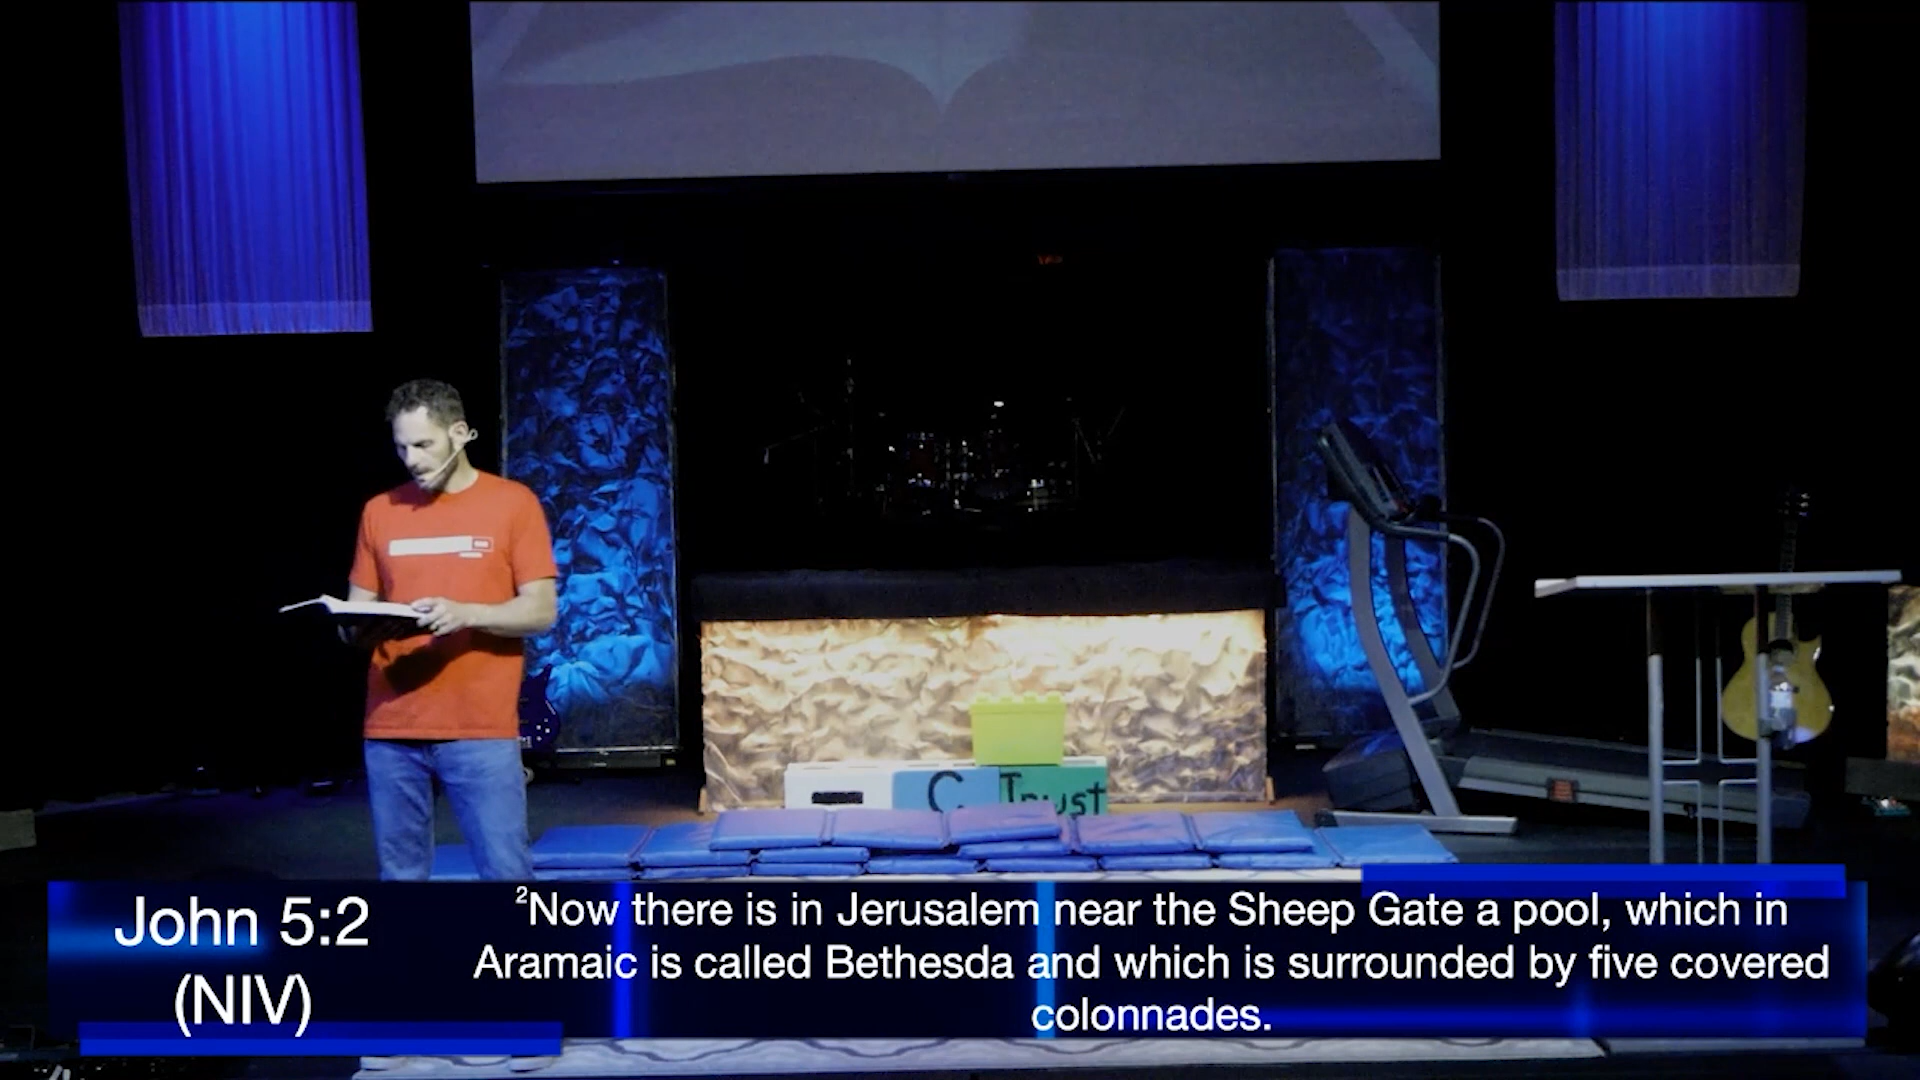 C Trust
John 5:2
(NIV)
²Now there is in Jerusalem near the Sheep Gate a pool, which in
Aramaic is called Bethesda and which is surrounded by five covered
colonnades.